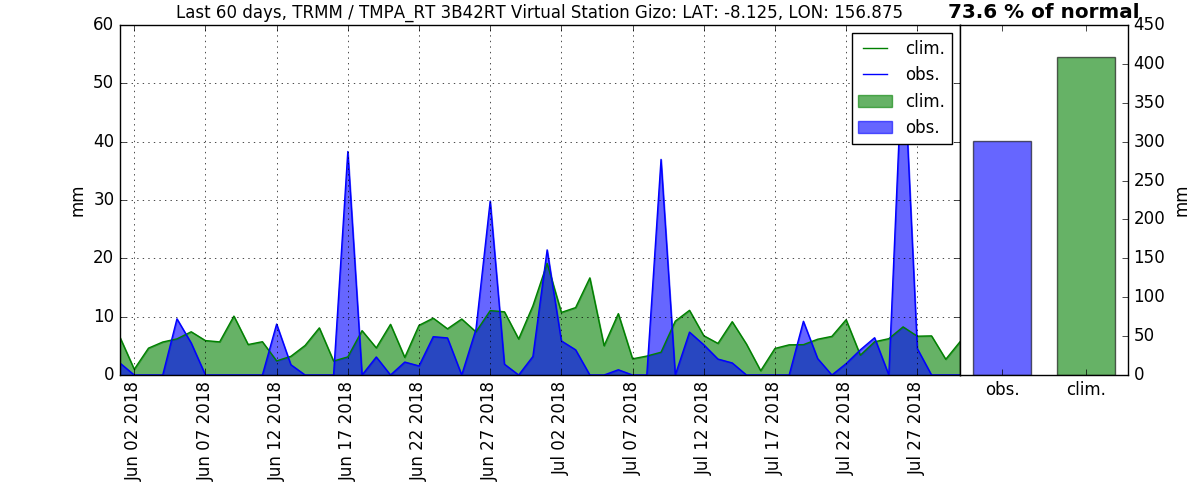 Last 60 days, TRMM / TMPA_RT 3B42RT Virtual Station Gizo: LAT: -8.125, LON: 156.875
73.6 % of normal
60
50
40
30
20
10
0
mm
clim.
obs.
clim.
obs.
450
400
350
300
250
200
150
100
50
0
mm
Jun 02 2018
Jun 07 2018
Jun 12 2018
Jun 17 2018
Jun 22 2018
Jun 27 2018
Jul 02 2018
Jul 07 2018
Jul 12 2018
Jul 17 2018
Jul 22 2018
Jul 27 2018
obs.
clim.